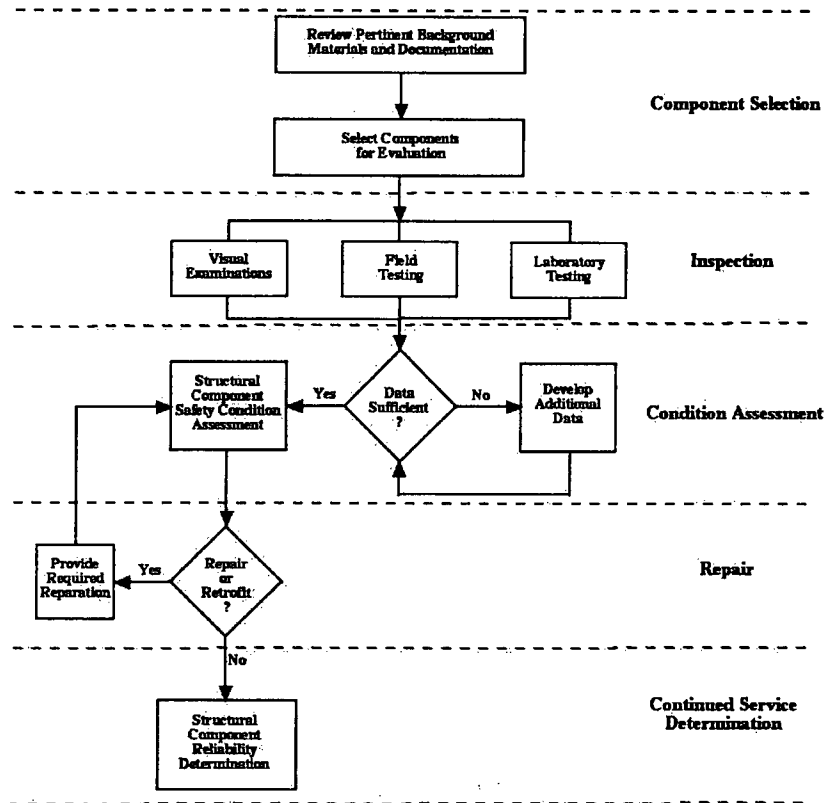 Review Pertinent Background
Materials and Documentation
Component Selection
Select Components
for Evaluation
Visual
Examinations
Field
Testing
Laboratory
Testing
Inspection
Structural
Component
Safety Condition
Assessment
Yes
Data
Sufficient
?
No
Develop
Additional
Data
Condition Assessment
Provide
Required
Reparation
Yes
Repair
or
Retrofit
?
Repair
No
Structural
Component
Reliability
Determination
Continued Service
Determination